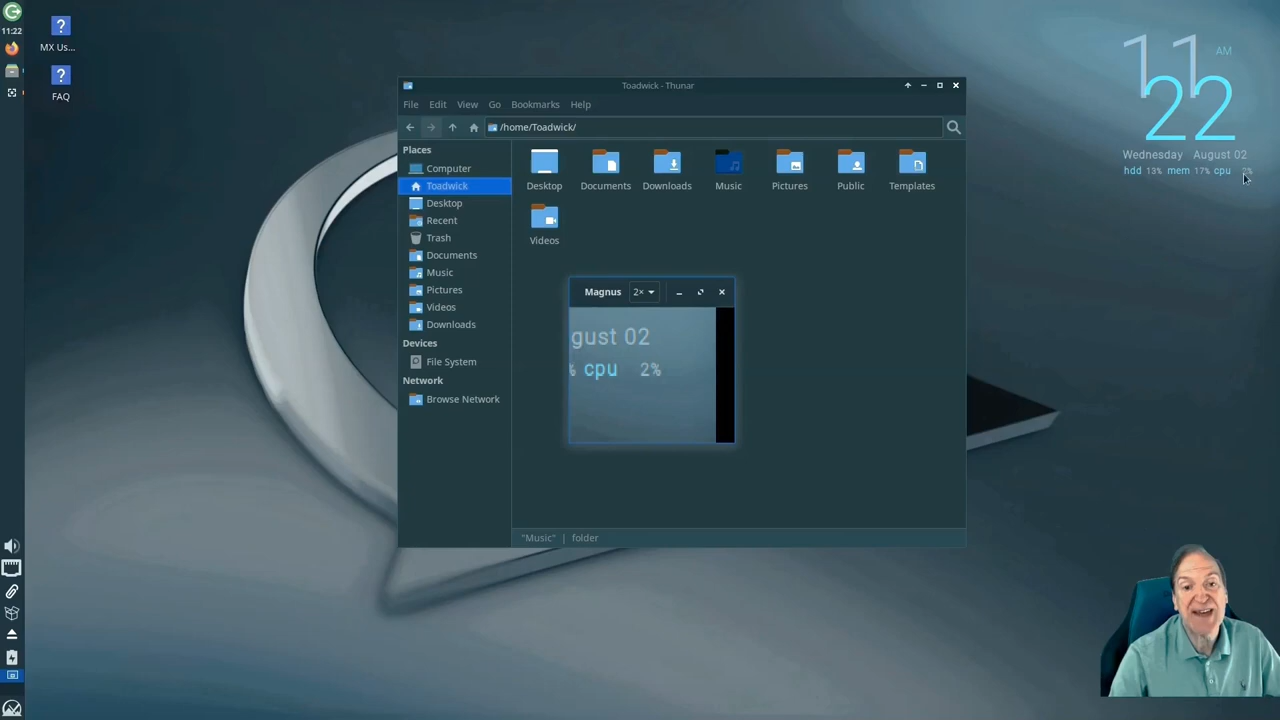 11:22
MX Us...
FAQ
Toadwick - Thunar
File Edit View Go Bookmarks Help
/home/Toadwick/
Places
Computer
Toadwick
Desktop
Recent
Trash
Documents
Music
Pictures
Videos
Downloads
Devices
File System
Network
Browse Network
Desktop Documents Downloads Music Pictures Public Templates
Videos
Magnus 2×
gust 02
% cpu 2%
"Music" | folder
11 AM
22
Wednesday August 02
hdd 13% mem 17% cpu